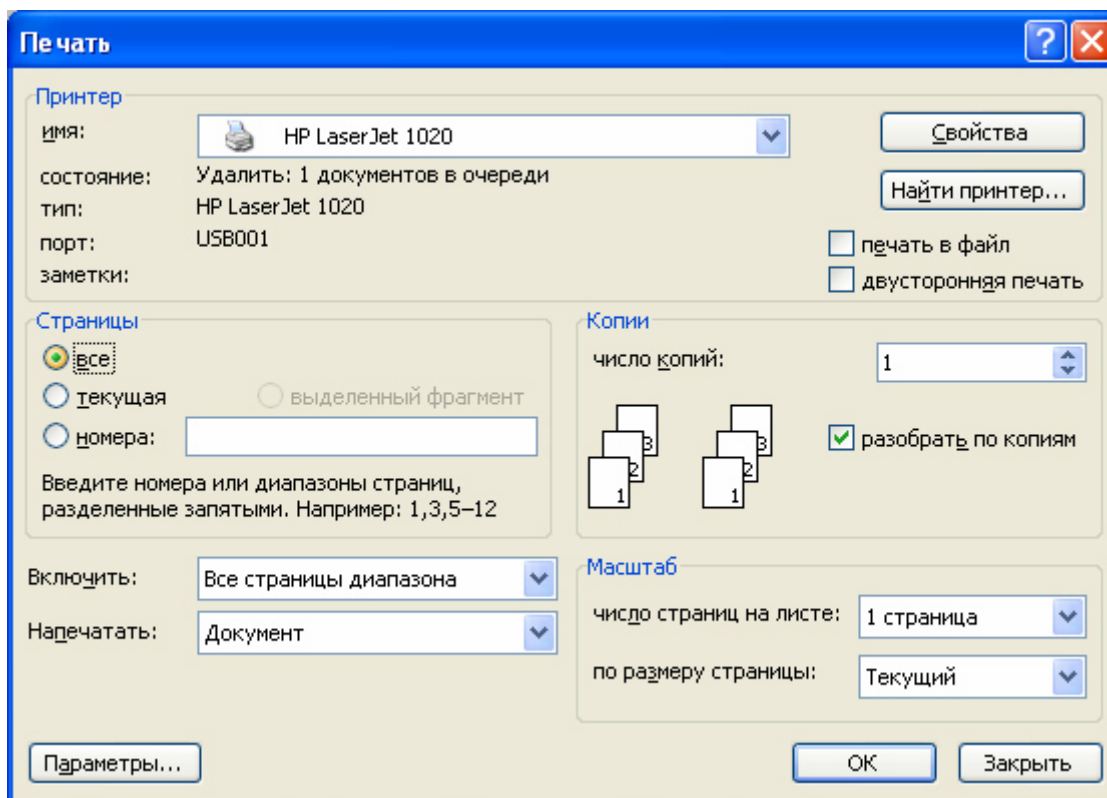 Печать
Принтер
имя:
HP LaserJet 1020
Свойства
состояние:
Удалить: 1 документов в очереди
тип:
HP LaserJet 1020
Найти принтер...
порт:
USB001
печать в файл
заметки:
двусторонняя печать
Страницы
все
текущая
выделенный фрагмент
номера:
Введите номера или диапазоны страниц,
разделенные запятыми. Например: 1,3,5–12
Копии
число копий:
1
3
2
1
3
2
1
разобрать по копиям
Включить:
Все страницы диапазона
Напечатать:
Документ
Масштаб
число страниц на листе:
1 страница
по размеру страницы:
Текущий
Параметры...
ОК
Закрыть